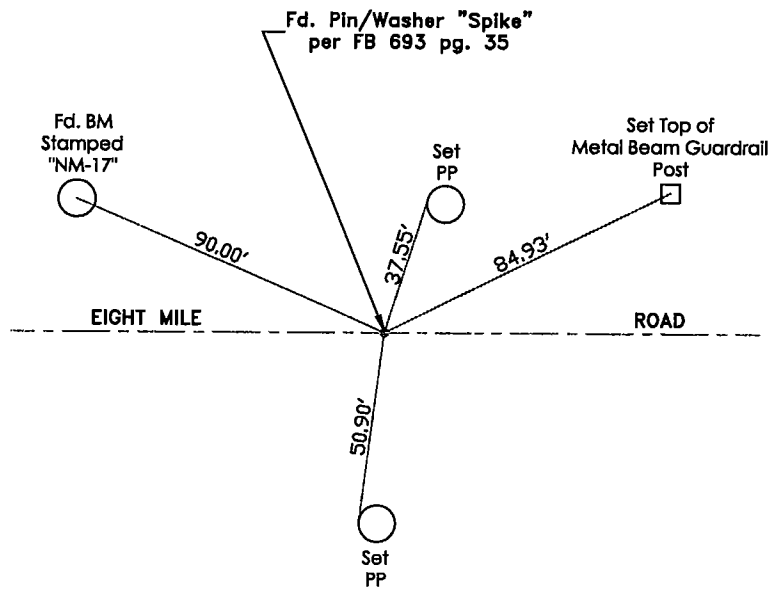 Fd. Pin/Washer "Spike"
per FB 693 pg. 35
Fd. BM
Stamped
"NM-17"
Set
PP
Set Top of
Metal Beam Guardrail
Post
90.00'
37.55'
84.93'
EIGHT MILE
ROAD
50.90'
Set
PP